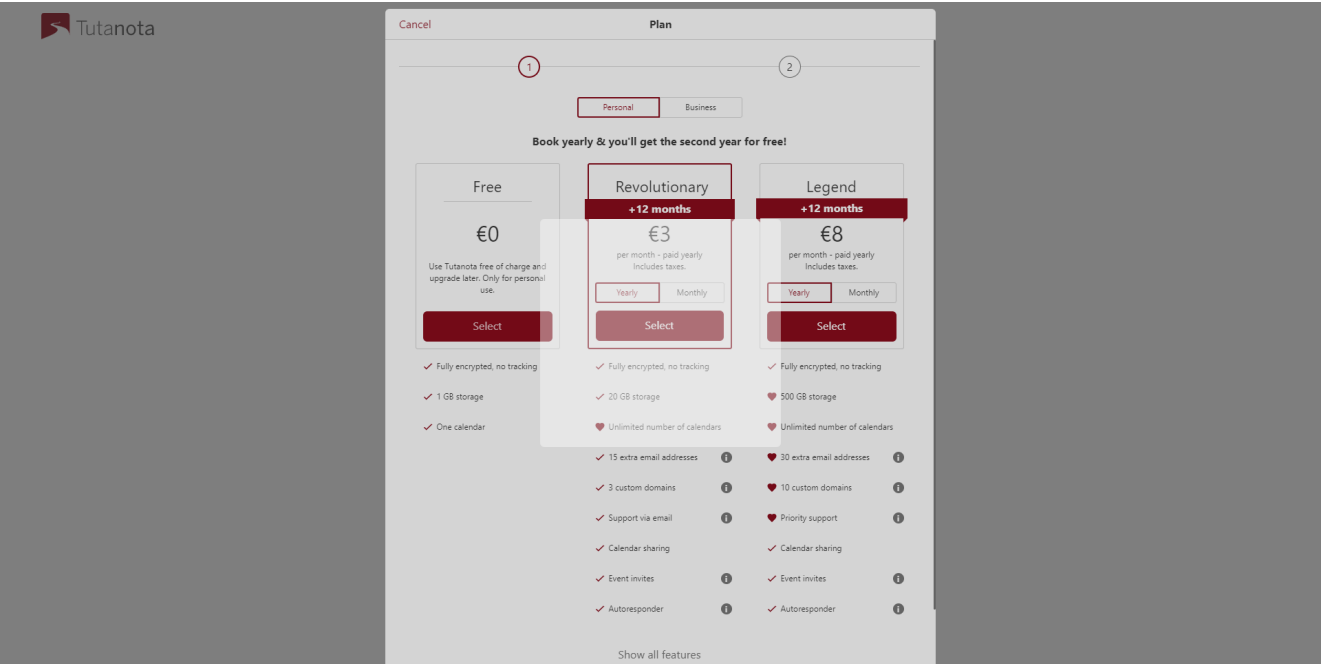 Tutanota
Cancel
Plan
1
2
Personal
Business
Book yearly & you'll get the second year for free!
Free
€0
Use Tutanota free of charge and
upgrade later. Only for personal
use.
Select
Fully encrypted, no tracking
1 GB storage
One calendar
Revolutionary
+12 months
€3
per month - paid yearly
Includes taxes.
Yearly
Monthly
Select
Fully encrypted, no tracking
20 GB storage
Unlimited number of calendars
15 extra email addresses
3 custom domains
Support via email
Calendar sharing
Event invites
Autoresponder
Legend
+12 months
€8
per month - paid yearly
Includes taxes.
Yearly
Monthly
Select
Fully encrypted, no tracking
500 GB storage
Unlimited number of calendars
30 extra email addresses
10 custom domains
Priority support
Calendar sharing
Event invites
Autoresponder
Show all features